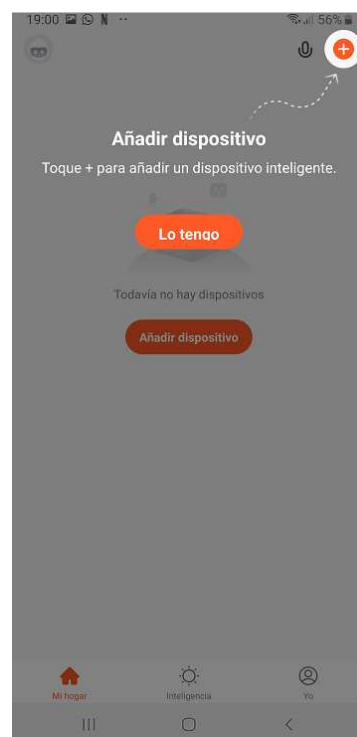 19:00
56%
Añadir dispositivo
Toque + para añadir un dispositivo inteligente.
Lo tengo
Todavía no hay dispositivos
Añadir dispositivo
Mi hogar Inteligencia Yo